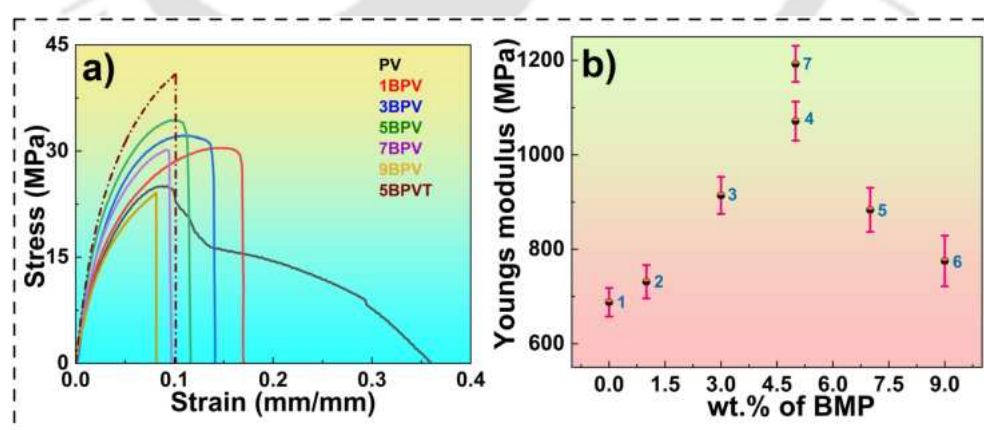 a)
Stress (MPa)
45
30
15
0
0.0 0.1 0.2 0.3 0.4
Strain (mm/mm)
PV
1BPV
3BPV
5BPV
7BPV
9BPV
5BPVT
b)
Youngs modulus (MPa)
1200
1000
800
600
0.0 1.5 3.0 4.5 6.0 7.5 9.0
wt.% of BMP
1
2
3
4
5
6
7